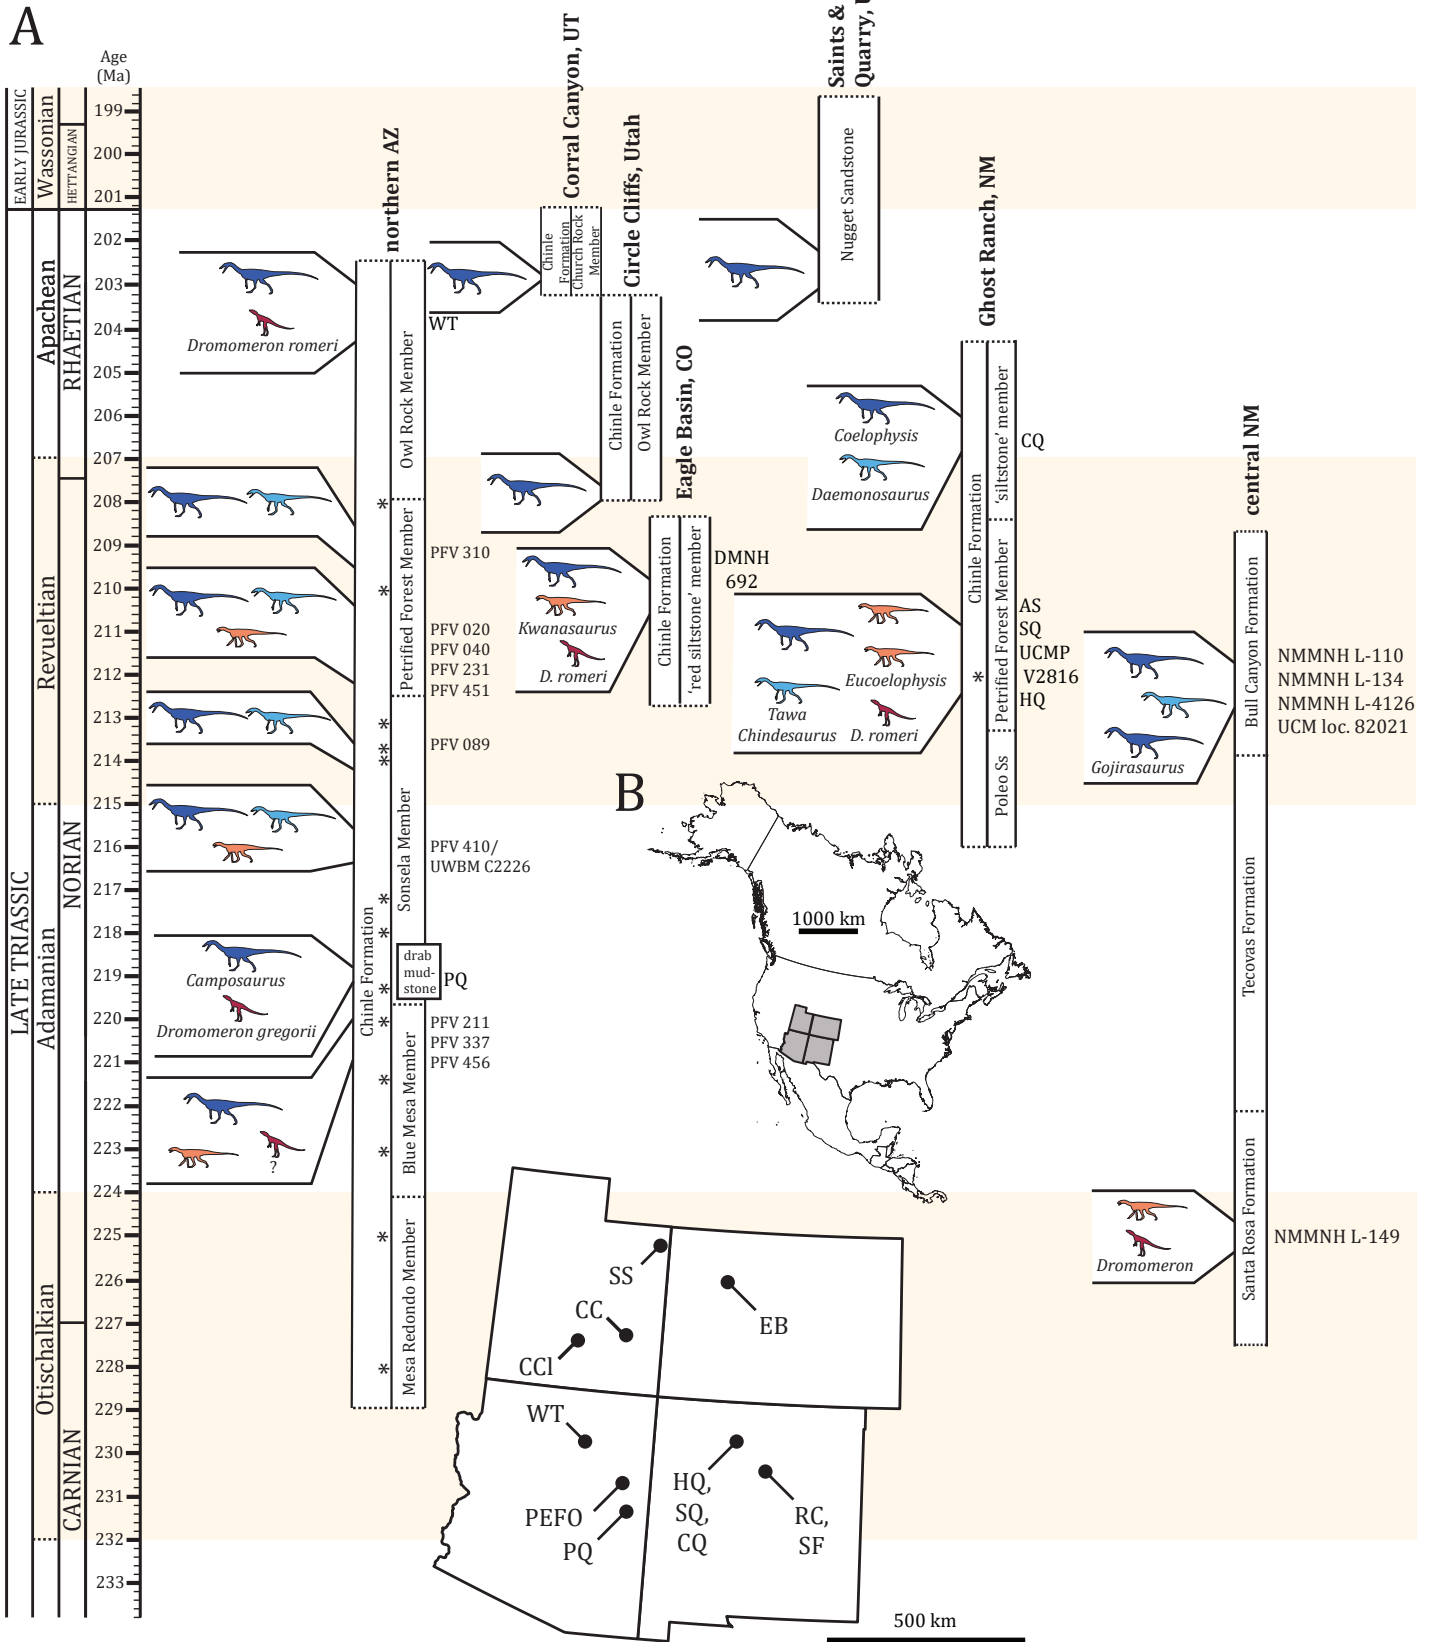 A
Age
(Ma)
EARLY JURASSIC
LATE TRIASSIC
Wassonian
Apachean
Revueltian
Adamanian
Otischalkian
HETTANGIAN
RHAETIAN
NORIAN
CARNIAN
199
200
201
202
203
204
205
206
207
208
209
210
211
212
213
214
215
216
217
218
219
220
221
222
223
224
225
226
227
228
229
230
231
232
233
northern AZ
Chinle Formation
Owl Rock Member
Petrified Forest Member
Sonsela Member
drab
mud-
stone
Blue Mesa Member
Mesa Redondo Member
*
*
*
*
*
*
*
*
*
*
*
*
*
Dromomeron romeri
Camposaurus
Dromomeron gregorii
?
WT
PFV 310
PFV 020
PFV 040
PFV 231
PFV 451
PFV 089
PFV 410/
UWBM C2226
PQ
PFV 211
PFV 337
PFV 456
Corral Canyon, UT
Chinle
Formation
Church Rock
Member
Circle Cliffs, Utah
Chinle Formation
Owl Rock Member
Eagle Basin, CO
Chinle Formation
'red siltstone' member
Kwanasaurus
D. romeri
DMNH
692
Saints &
Quarry,
Nugget Sandstone
Ghost Ranch, NM
Chinle Formation
'siltstone' member
Petrified Forest Member
Poleo Ss
*
Coelophysis
Daemonosaurus
CQ
Eucoelophysis
Tawa
Chindesaurus
D. romeri
AS
SQ
UCMP
V2816
HQ
central NM
Bull Canyon Formation
Tecovas Formation
Santa Rosa Formation
Gojirasaurus
NMMNH L-110
NMMNH L-134
NMMNH L-4126
UCM loc. 82021
Dromomeron
NMMNH L-149
B
1000 km
SS
CC
CCl
EB
WT
PEFO
PQ
HQ,
SQ,
CQ
RC,
SF
500 km